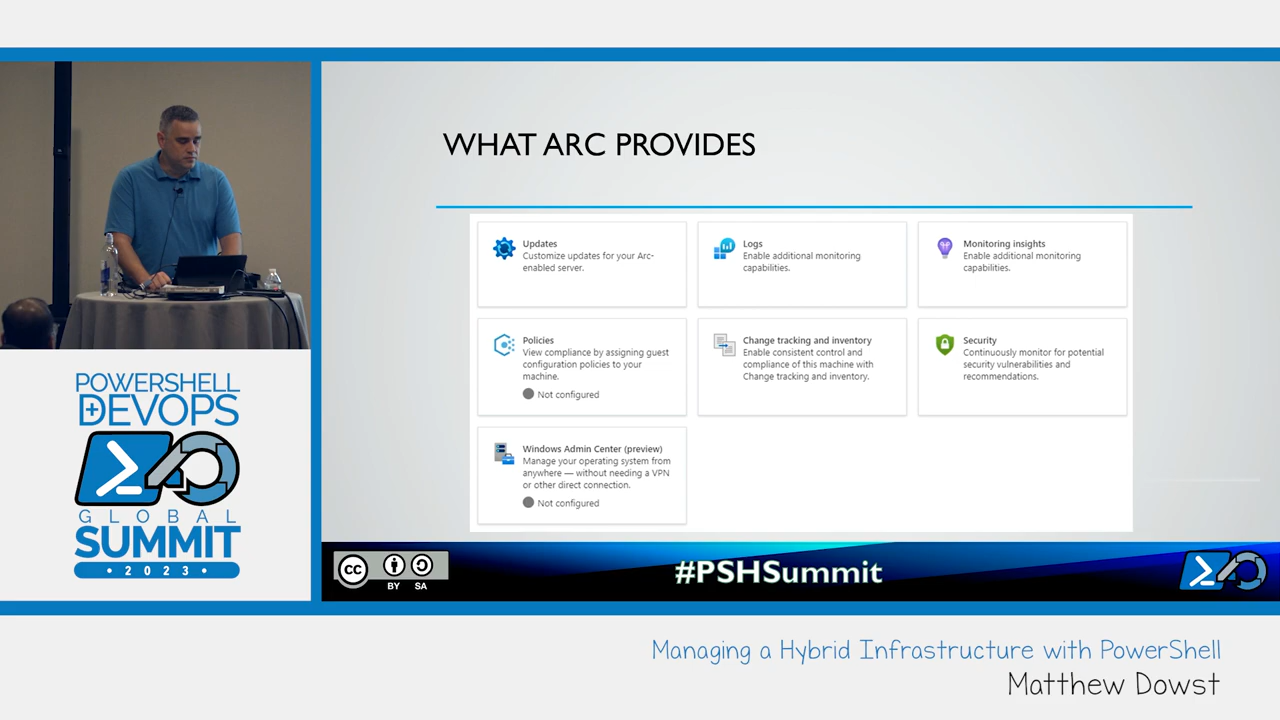 WHAT ARC PROVIDES
Updates
Customize updates for your Arc-
enabled server.
Logs
Enable additional monitoring
capabilities.
Monitoring insights
Enable additional monitoring
capabilities.
Policies
View compliance by assigning guest
configuration policies to your
machine.
Not configured
Change tracking and inventory
Enable consistent control and
compliance of this machine with
Change tracking and inventory.
Security
Continuously monitor for potential
security vulnerabilities and
recommendations.
Windows Admin Center (preview)
Manage your operating system from
anywhere — without needing a VPN
or other direct connection.
Not configured
POWERSHELL
+DEVOPS
GLOBAL
SUMMIT
• 2023 •
cc
BY SA
#PSHSummit
Managing a Hybrid Infrastructure with PowerShell
Matthew Dowst